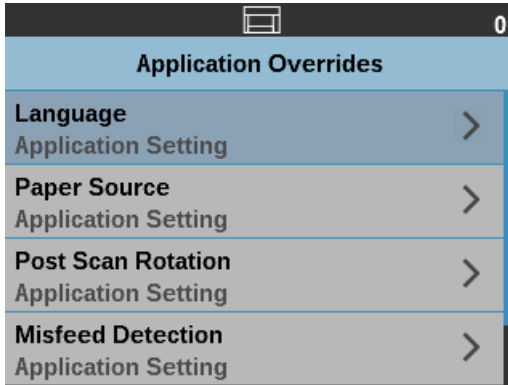 0
Application Overrides
Language
Application Setting
Paper Source
Application Setting
Post Scan Rotation
Application Setting
Misfeed Detection
Application Setting